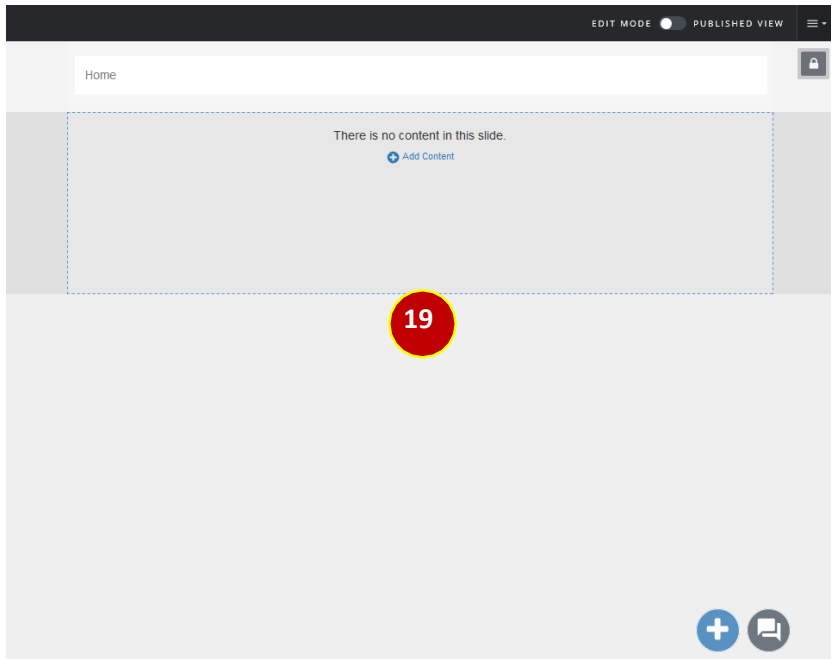 EDIT MODE PUBLISHED VIEW
Home
There is no content in this slide.
Add Content
19